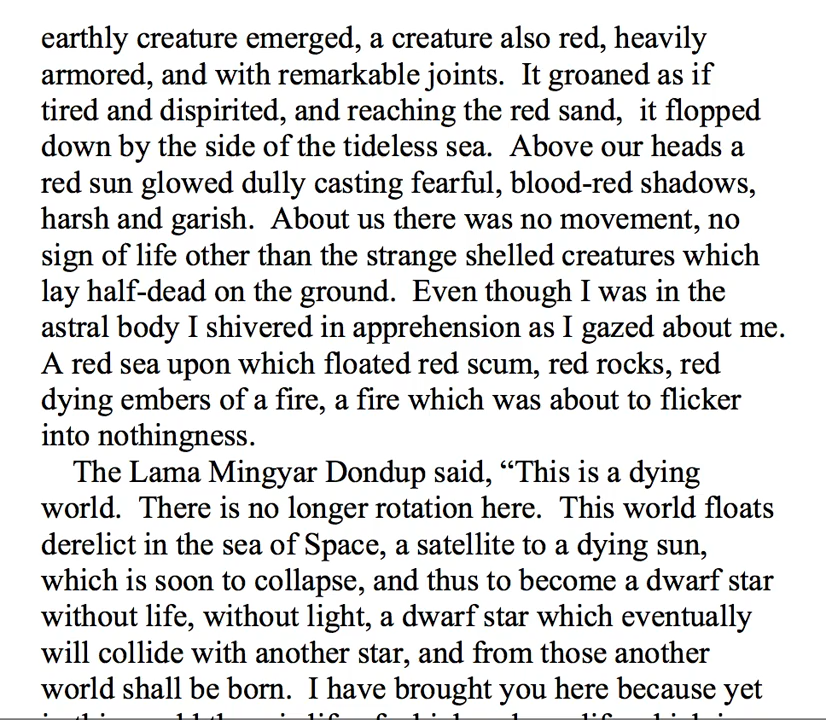 earthly creature emerged, a creature also red, heavily
armored, and with remarkable joints.  It groaned as if
tired and dispirited, and reaching the red sand,  it flopped
down by the side of the tideless sea.  Above our heads a
red sun glowed dully casting fearful, blood-red shadows,
harsh and garish.  About us there was no movement, no
sign of life other than the strange shelled creatures which
lay half-dead on the ground.  Even though I was in the
astral body I shivered in apprehension as I gazed about me.
A red sea upon which floated red scum, red rocks, red
dying embers of a fire, a fire which was about to flicker
into nothingness.
The Lama Mingyar Dondup said, “This is a dying
world.  There is no longer rotation here.  This world floats
derelict in the sea of Space, a satellite to a dying sun,
which is soon to collapse, and thus to become a dwarf star
without life, without light, a dwarf star which eventually
will collide with another star, and from those another
world shall be born.  I have brought you here because yet